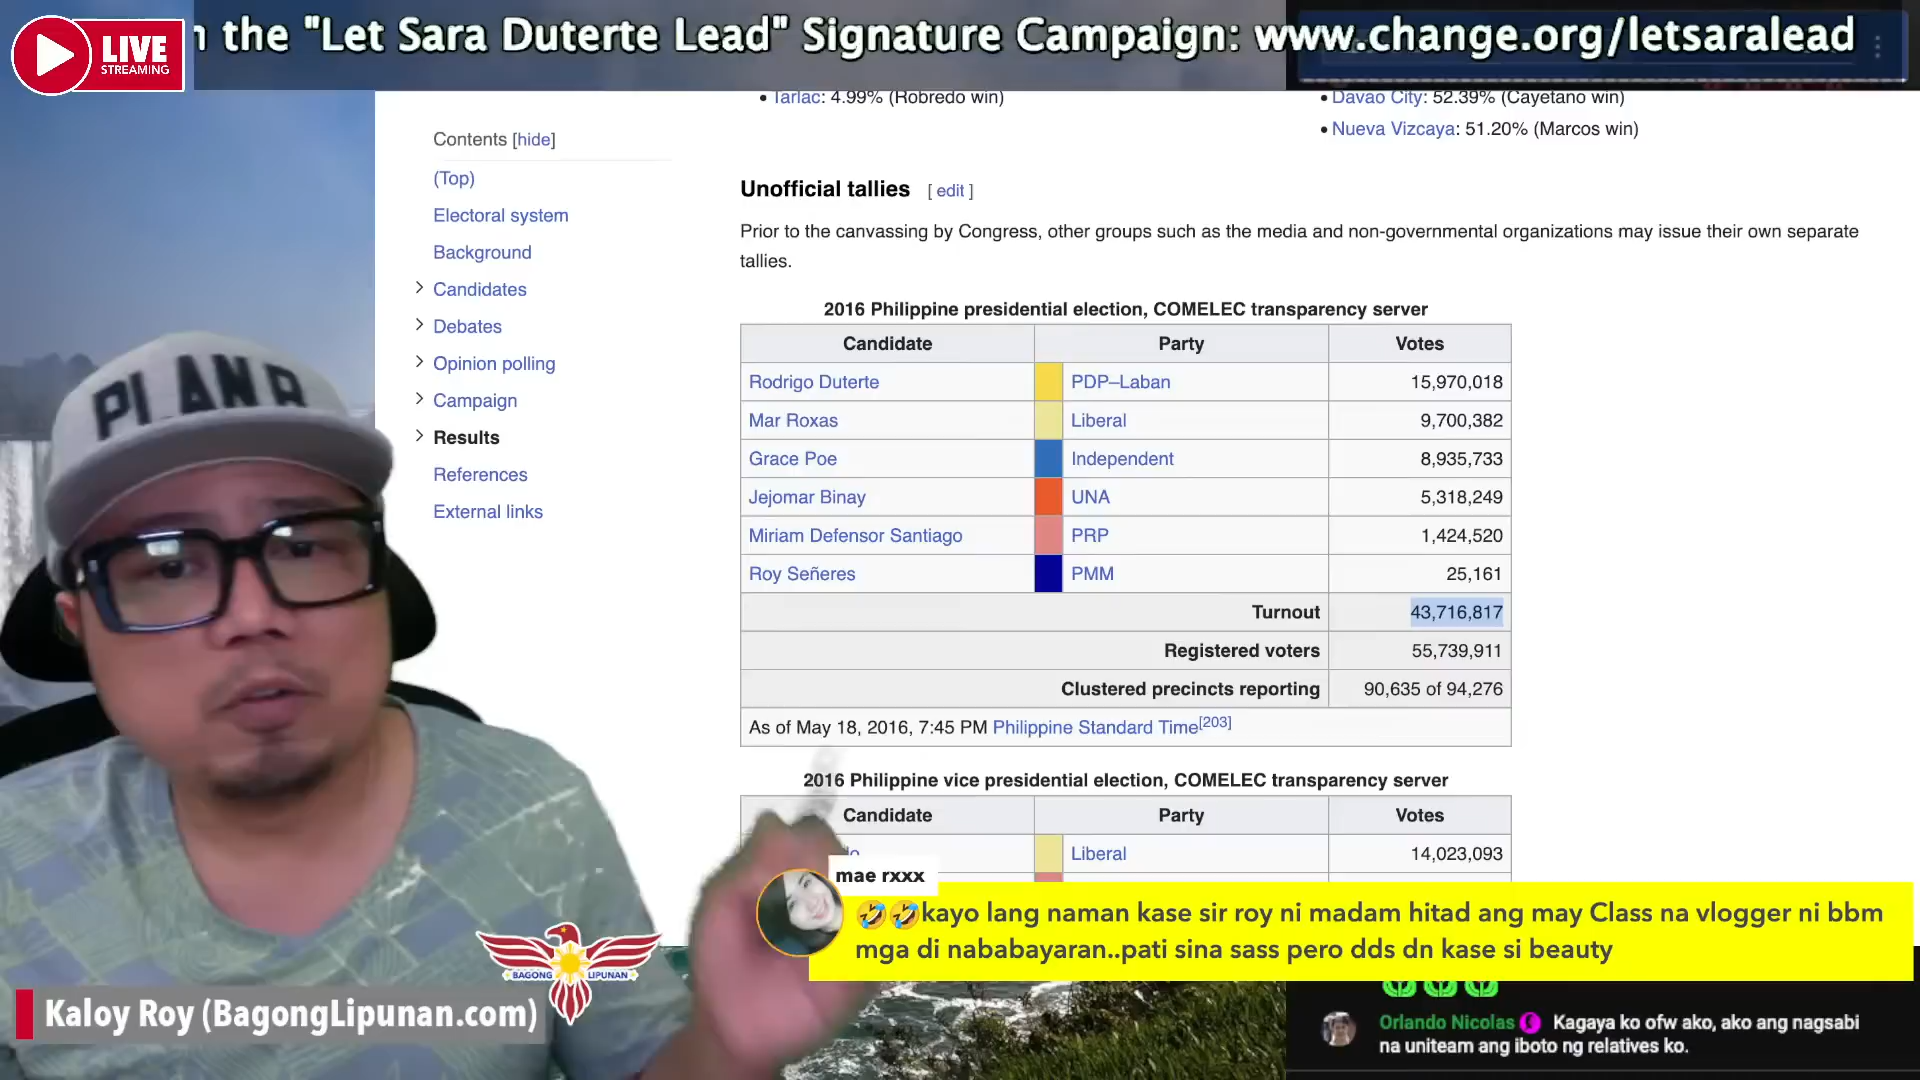 LIVE
STREAMING
the "Let Sara Duterte Lead" Signature Campaign: www.change.org/letsaralead
Tarlac: 4.99% (Robredo win)
Davao City: 52.39% (Cayetano win)
Nueva Vizcaya: 51.20% (Marcos win)
Contents [hide]
(Top)
Electoral system
Background
Candidates
Debates
Opinion polling
Campaign
Results
References
External links
Unofficial tallies [ edit ]
Prior to the canvassing by Congress, other groups such as the media and non-governmental organizations may issue their own separate
tallies.
2016 Philippine presidential election, COMELEC transparency server
Candidate Party Votes
Rodrigo Duterte PDP–Laban 15,970,018
Mar Roxas Liberal 9,700,382
Grace Poe Independent 8,935,733
Jejomar Binay UNA 5,318,249
Miriam Defensor Santiago PRP 1,424,520
Roy Señeres PMM 25,161
Turnout 43,716,817
Registered voters 55,739,911
Clustered precincts reporting 90,635 of 94,276
As of May 18, 2016, 7:45 PM Philippine Standard Time[203]
2016 Philippine vice presidential election, COMELEC transparency server
Candidate Party Votes
Liberal 14,023,093
PLAN B
mae rxxx
🤣🤣kayo lang naman kase sir roy ni madam hitad ang may Class na vlogger ni bbm
mga di nababayaran..pati sina sass pero dds dn kase si beauty
BAGONG LIPUNAN
Kaloy Roy (BagongLipunan.com)
Orlando Nicolas Kagaya ko ofw ako, ako ang nagsabi
na uniteam ang iboto ng relatives ko.